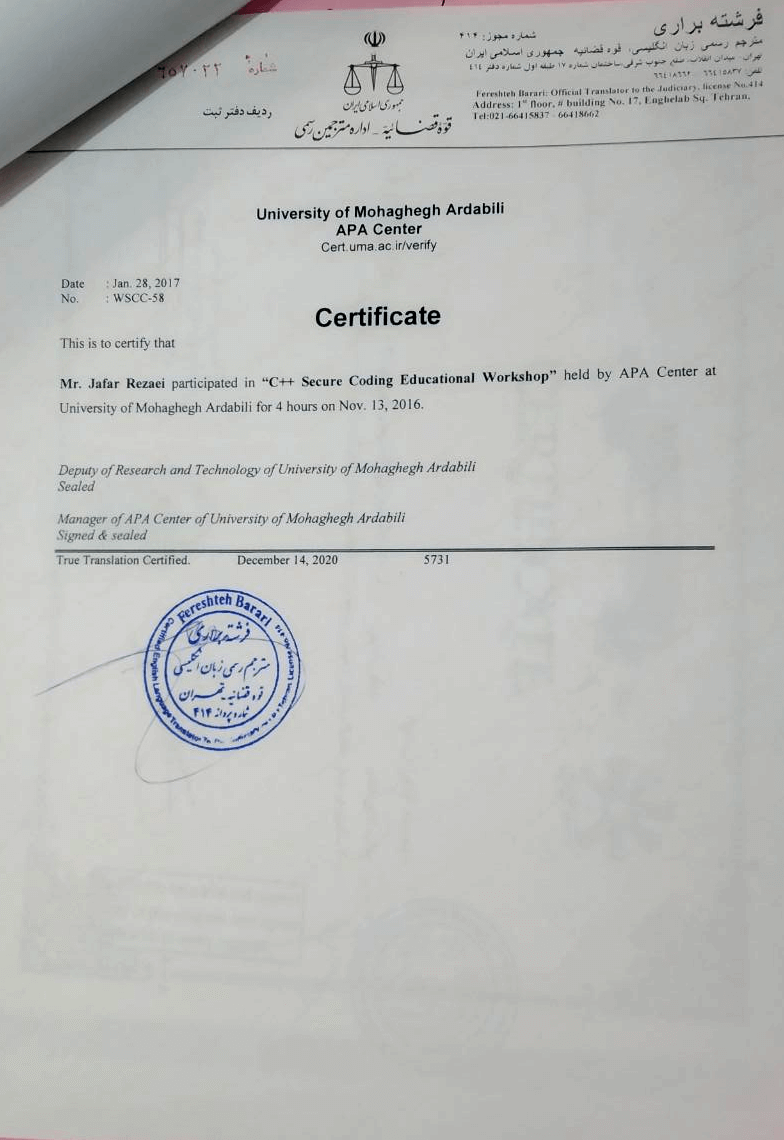 فرشته براری
مترجم رسمی زبان انگلیسی، قوه قضائیه جمهوری اسلامی ایران
تهران، میدان انقلاب، ضلع جنوب شرقی، ساختمان شماره ۱۷ طبقه اول شماره دفتر ٤١٤
تلفن: ٦٦٤١٥٨٣٧ - ٦٦٤١٨٦٦٢
Fereshteh Barari: Official Translator to the Judiciary, license No.414
Address: 1st floor, # building No. 17, Enghelab Sq. Tehran,
Tel:021-66415837 - 66418662
شماره مجوز: ۴۱۴
جمهوری اسلامی ایران
قوّه قضائیّه - اداره مترجمین رسمی
شماره ٦٥٧٠٢٢
ردیف دفتر ثبت
University of Mohaghegh Ardabili
APA Center
Cert.uma.ac.ir/verify
Date : Jan. 28, 2017
No. : WSCC-58
Certificate
This is to certify that
Mr. Jafar Rezaei participated in “C++ Secure Coding Educational Workshop” held by APA Center at
University of Mohaghegh Ardabili for 4 hours on Nov. 13, 2016.
Deputy of Research and Technology of University of Mohaghegh Ardabili
Sealed
Manager of APA Center of University of Mohaghegh Ardabili
Signed & sealed
True Translation Certified. December 14, 2020 5731
Fereshteh Barari
Certified English Language Translator To
فرشته براری
مترجم رسمی زبان انگلیسی
قوه قضائیه - تهران
شماره پروانه ۴۱۴